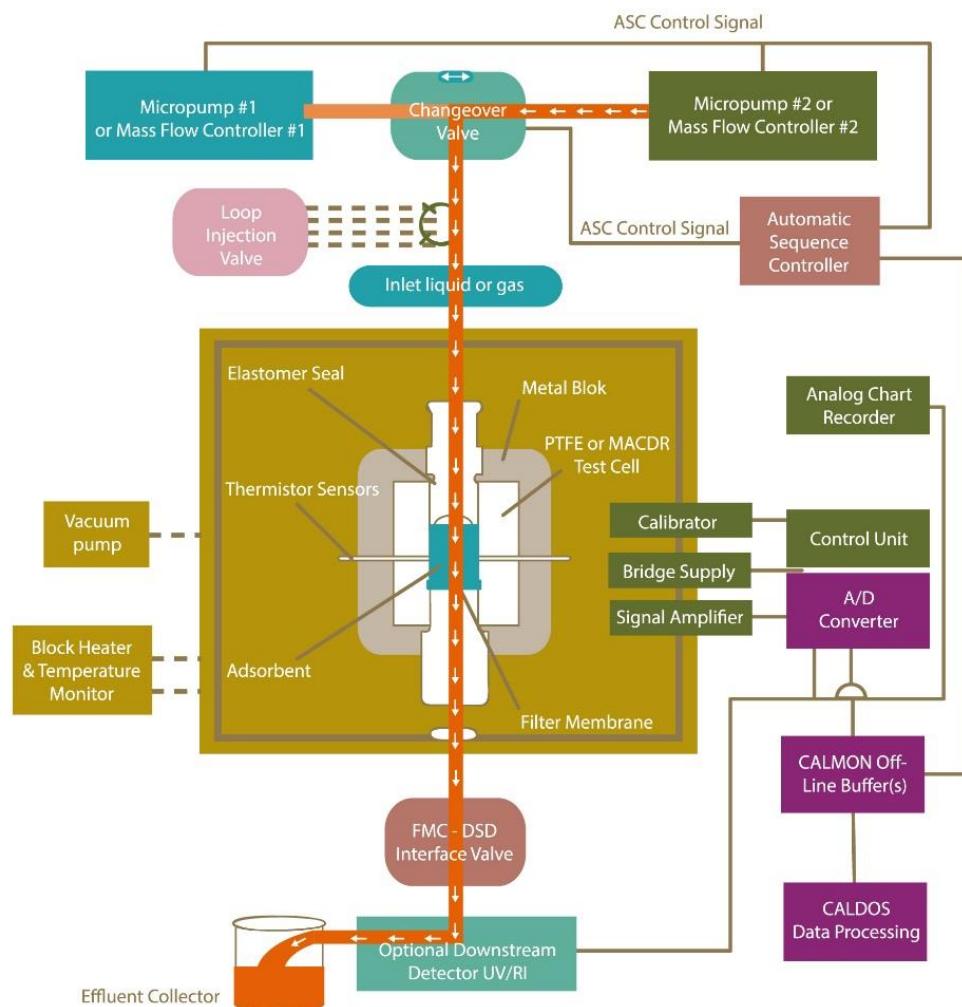 ASC Control Signal
Micropump #1
or Mass Flow Controller #1
Changeover
Valve
Micropump #2 or
Mass Flow Controller #2
Loop
Injection
Valve
ASC Control Signal
Automatic
Sequence
Controller
Inlet liquid or gas
Elastomer Seal
Metal Blok
PTFE or MACDR
Test Cell
Thermistor Sensors
Adsorbent
Filter Membrane
Analog Chart
Recorder
Vacuum
pump
Calibrator
Control Unit
Bridge Supply
Signal Amplifier
A/D
Converter
Block Heater
& Temperature
Monitor
CALMON Off-
Line Buffer(s)
FMC - DSD
Interface Valve
CALDOS
Data Processing
Optional Downstream
Detector UV/RI
Effluent Collector